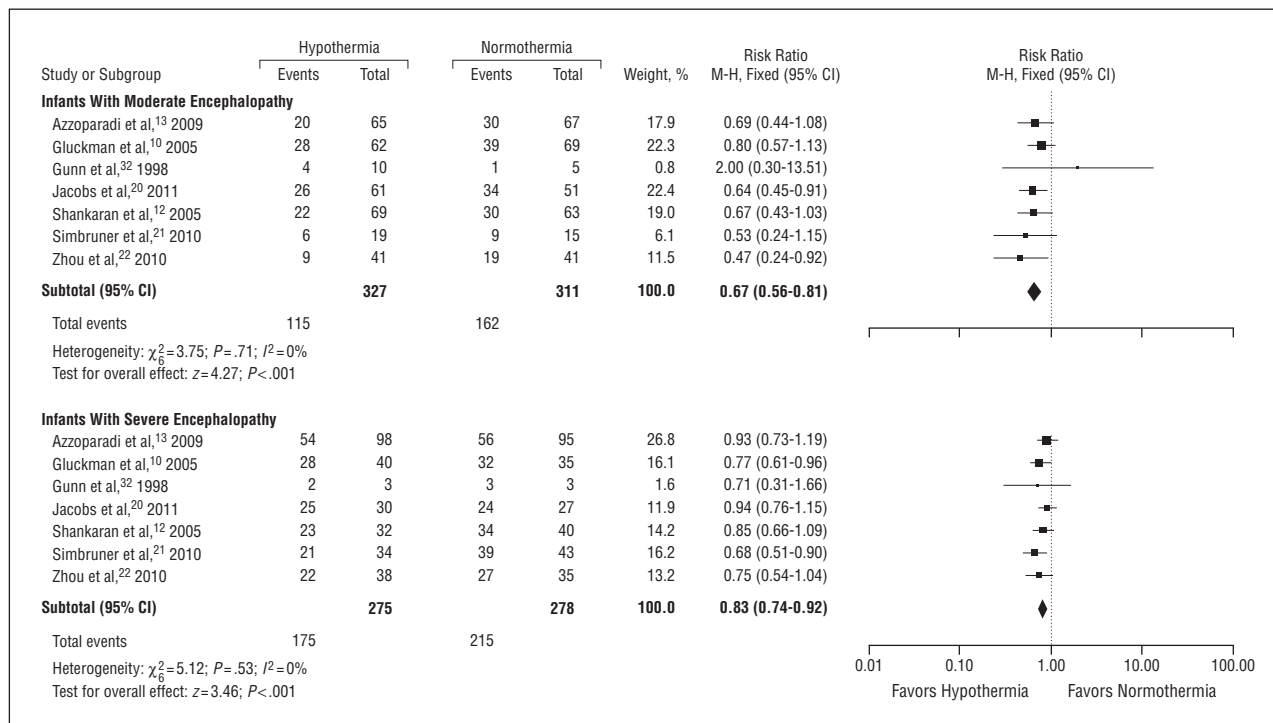 Hypothermia Normothermia Risk Ratio Risk Ratio
Study or Subgroup Events Total Events Total Weight, % M-H, Fixed (95% CI) M-H, Fixed (95% CI)
Infants With Moderate Encephalopathy
Azzoparadi et al,13 2009 20 65 30 67 17.9 0.69 (0.44-1.08)
Gluckman et al,10 2005 28 62 39 69 22.3 0.80 (0.57-1.13)
Gunn et al,32 1998 4 10 1 5 0.8 2.00 (0.30-13.51)
Jacobs et al,20 2011 26 61 34 51 22.4 0.64 (0.45-0.91)
Shankaran et al,12 2005 22 69 30 63 19.0 0.67 (0.43-1.03)
Simbruner et al,21 2010 6 19 9 15 6.1 0.53 (0.24-1.15)
Zhou et al,22 2010 9 41 19 41 11.5 0.47 (0.24-0.92)
Subtotal (95% CI) 327 311 100.0 0.67 (0.56-0.81)
Total events 115 162
Heterogeneity: χ²₆=3.75; P=.71; I²=0%
Test for overall effect: z=4.27; P<.001
Infants With Severe Encephalopathy
Azzoparadi et al,13 2009 54 98 56 95 26.8 0.93 (0.73-1.19)
Gluckman et al,10 2005 28 40 32 35 16.1 0.77 (0.61-0.96)
Gunn et al,32 1998 2 3 3 3 1.6 0.71 (0.31-1.66)
Jacobs et al,20 2011 25 30 24 27 11.9 0.94 (0.76-1.15)
Shankaran et al,12 2005 23 32 34 40 14.2 0.85 (0.66-1.09)
Simbruner et al,21 2010 21 34 39 43 16.2 0.68 (0.51-0.90)
Zhou et al,22 2010 22 38 27 35 13.2 0.75 (0.54-1.04)
Subtotal (95% CI) 275 278 100.0 0.83 (0.74-0.92)
Total events 175 215
Heterogeneity: χ²₆=5.12; P=.53; I²=0%
Test for overall effect: z=3.46; P<.001
0.01 0.10 1.00 10.00 100.00
Favors Hypothermia Favors Normothermia